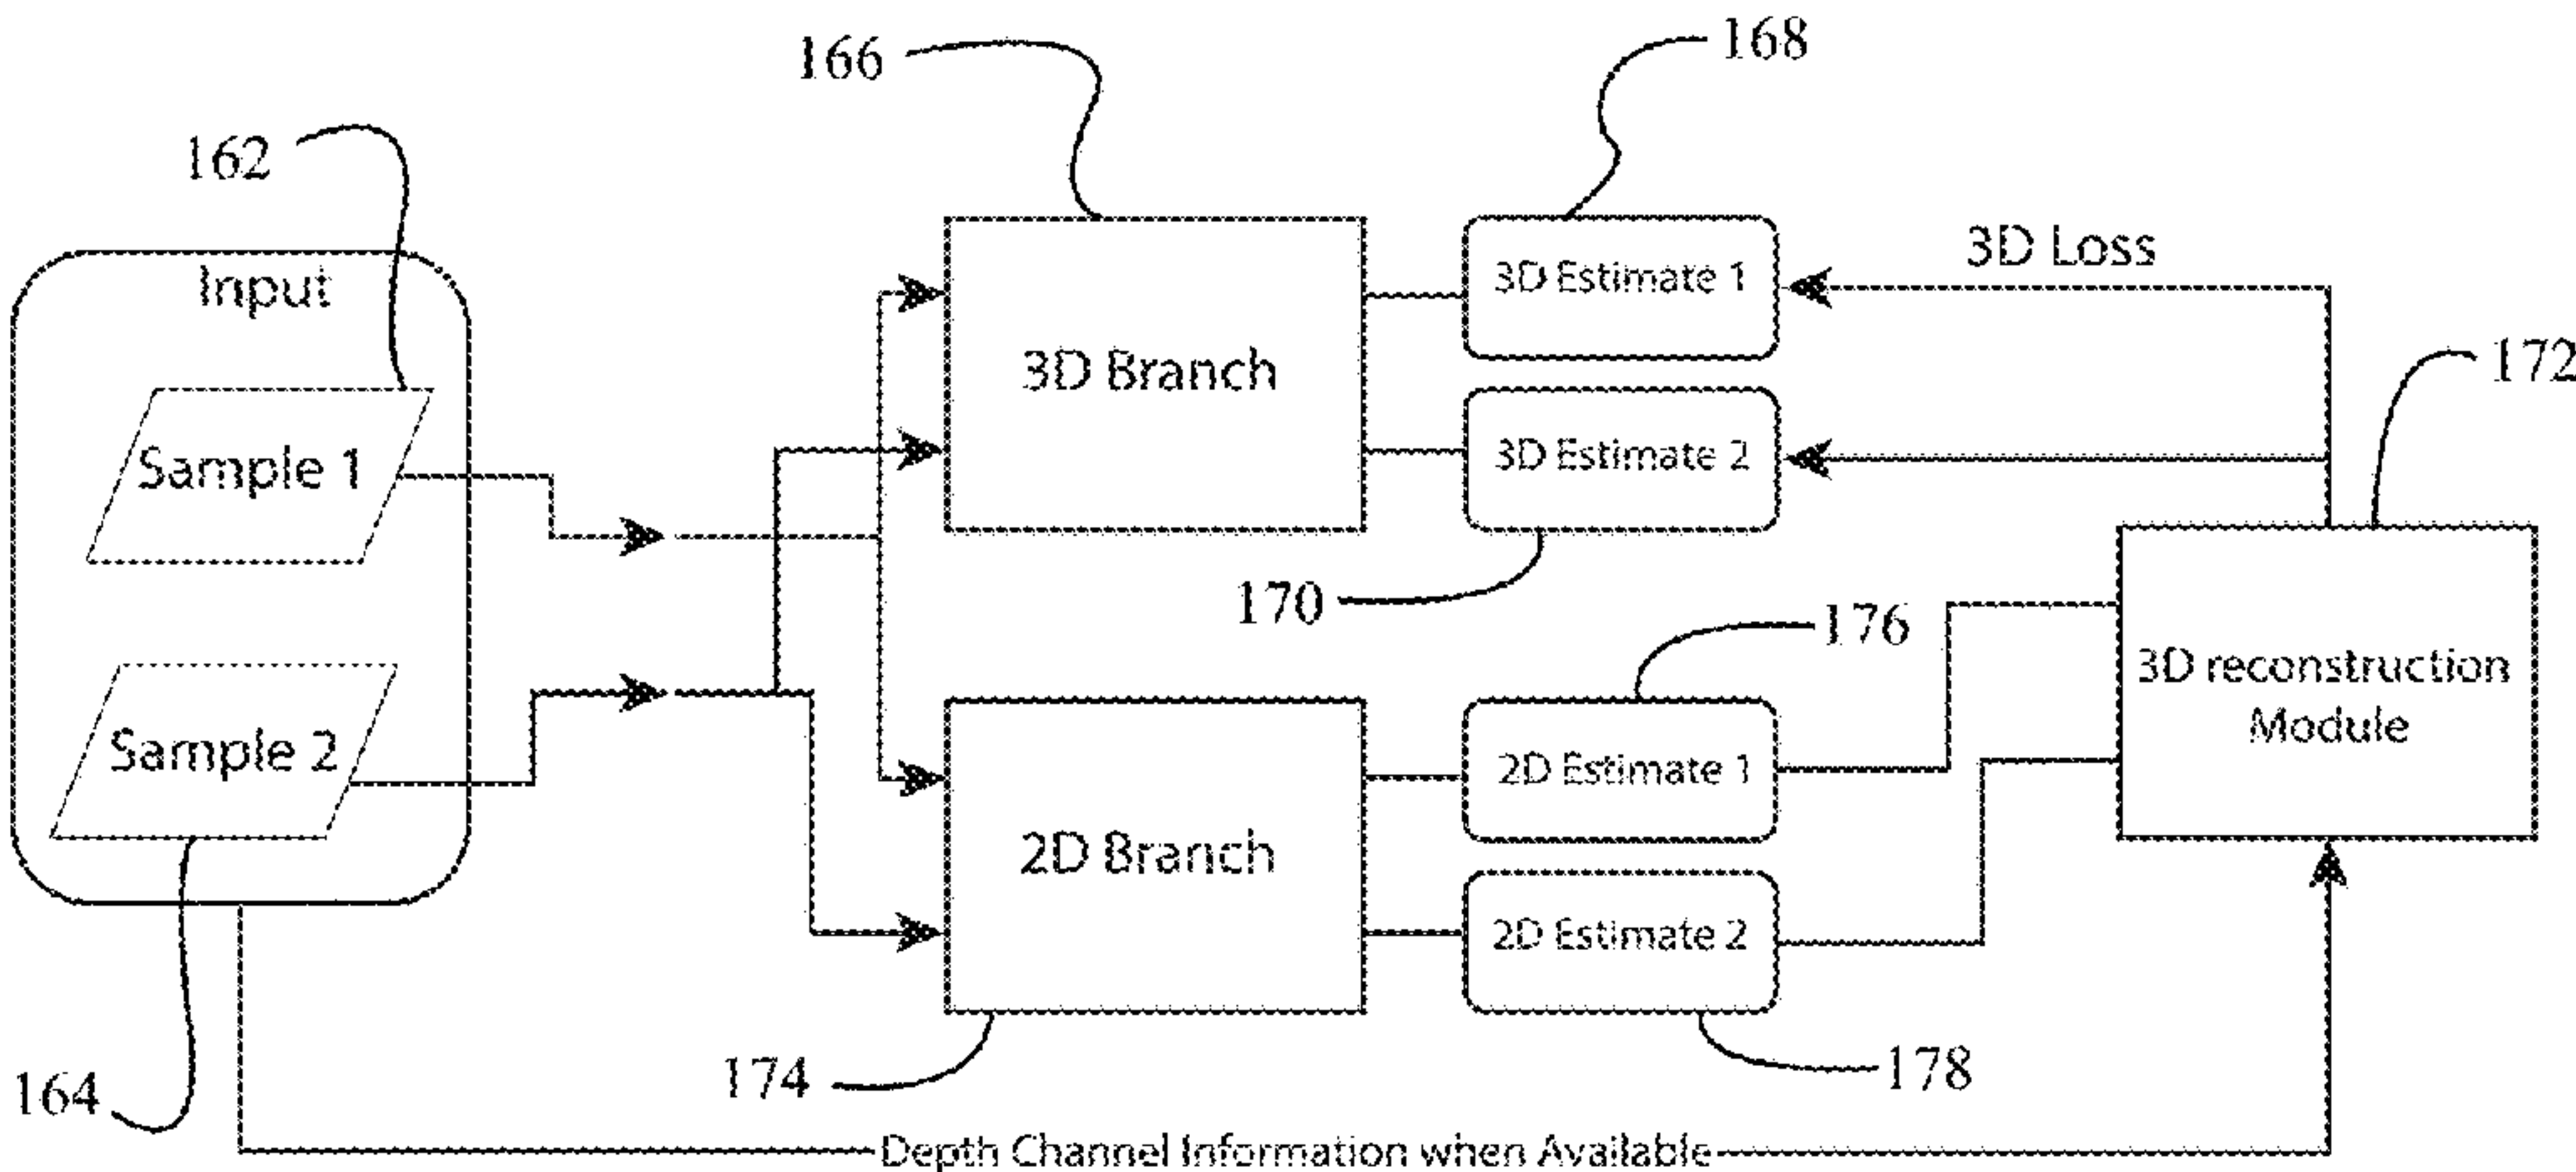 166
168
162
Input
3D Estimate 1
3D Loss
3D Branch
172
Sample 1
3D Estimate 2
170
176
3D reconstruction
Module
Sample 2
2D Estimate 1
2D Branch
2D Estimate 2
164
174
178
Depth Channel Information when Available